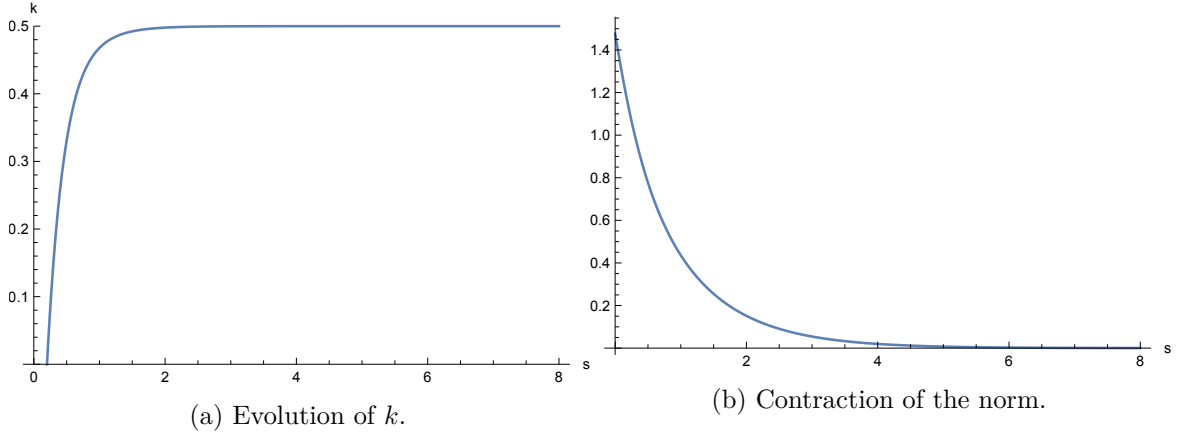 k
0.5
0.4
0.3
0.2
0.1
0 2 4 6 8 s
(a) Evolution of k.
1.4
1.2
1.0
0.8
0.6
0.4
0.2
2 4 6 8 s
(b) Contraction of the norm.